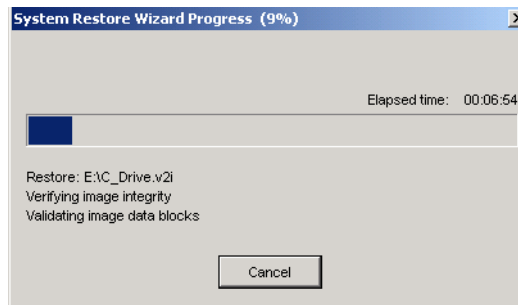 System Restore Wizard Progress (9%)
Elapsed time: 00:06:54
Restore: E:\C_Drive.v2i
Verifying image integrity
Validating image data blocks
Cancel